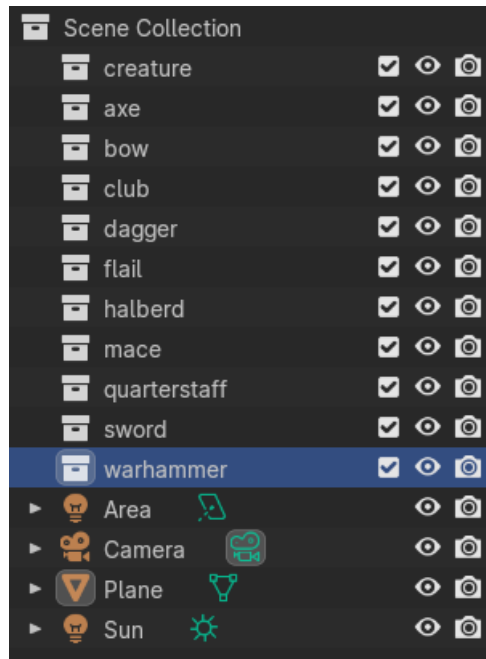 Scene Collection
creature
axe
bow
club
dagger
flail
halberd
mace
quarterstaff
sword
warhammer
Area
Camera
Plane
Sun